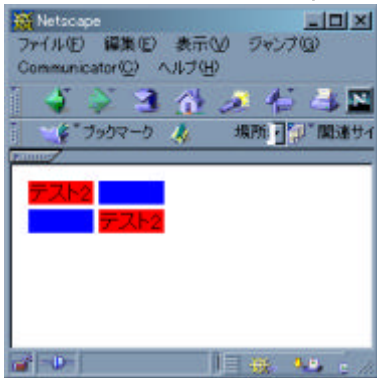 Netscape
ファイル(F) 編集(E) 表示(V) ジャンプ(G)
Communicator(C) ヘルプ(H)
ブックマーク 場所 関連サイ
テスト2
テスト2